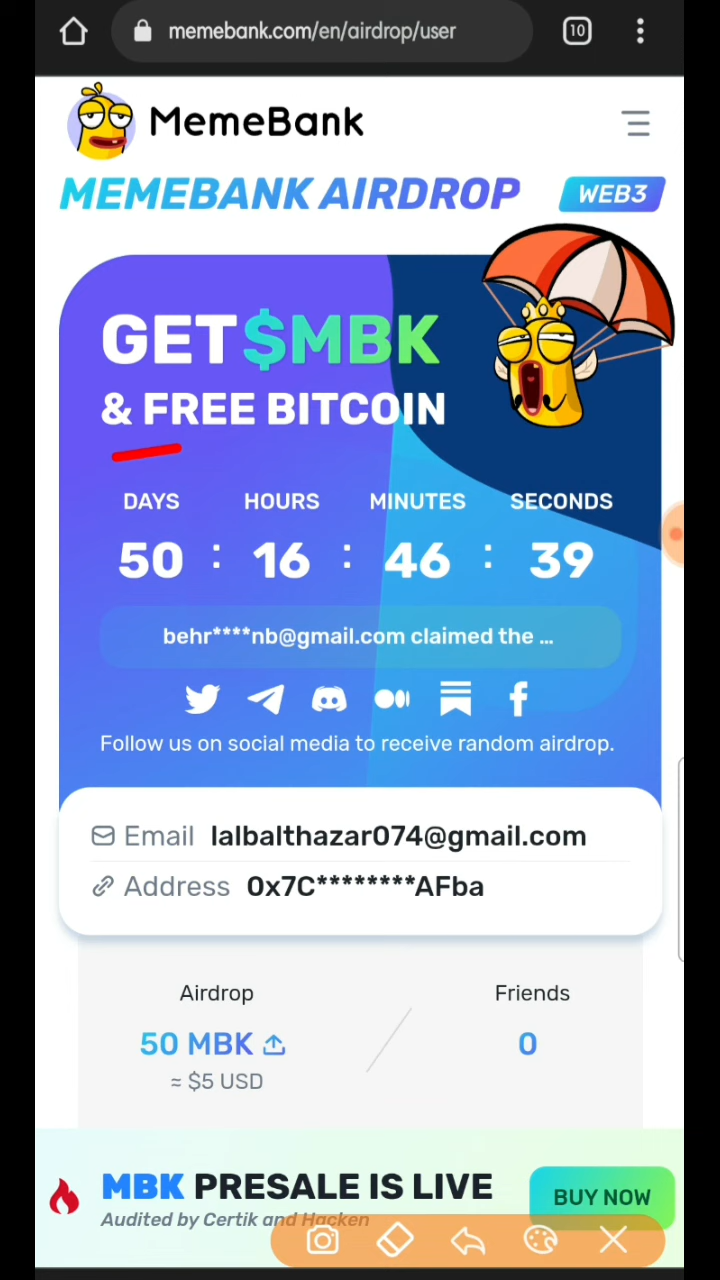 10
memebank.com/en/airdrop/user
MemeBank
MEMEBANK AIRDROP
WEB3
GET $MBK
& FREE BITCOIN
DAYS HOURS MINUTES SECONDS
50 : 16 : 46 : 39
behr****nb@gmail.com claimed the ...
Follow us on social media to receive random airdrop.
Email lalbalthazar074@gmail.com
Address 0x7C********AFba
Airdrop Friends
50 MBK 0
≈ $5 USD
MBK PRESALE IS LIVE
BUY NOW
Audited by Certik and Hacken